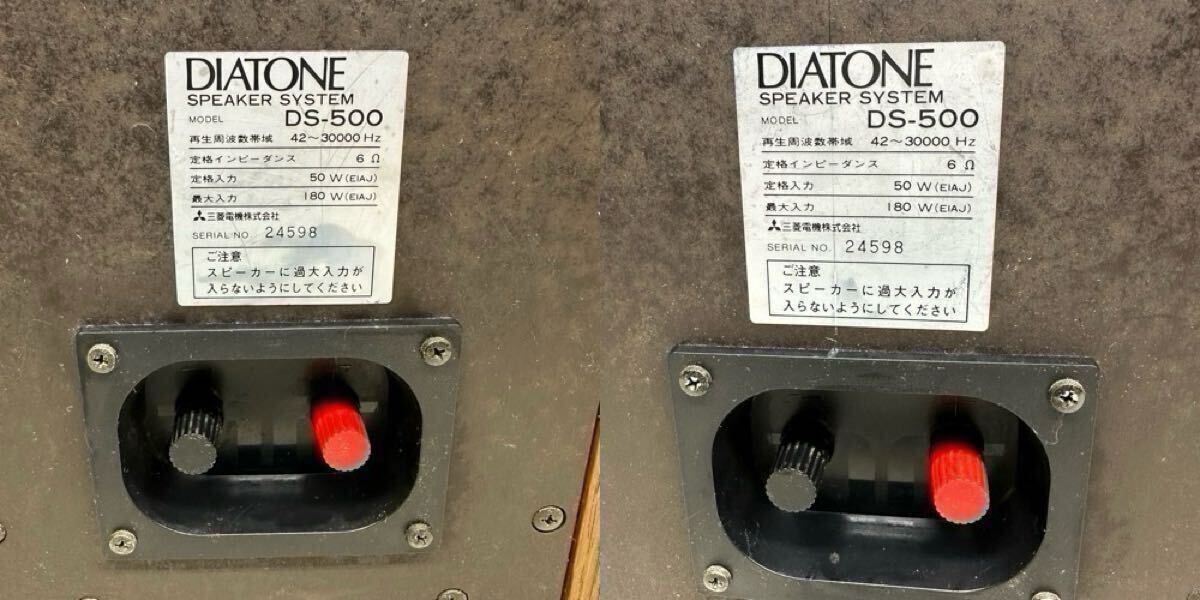 DIATONE
SPEAKER SYSTEM
MODEL DS-500
再生周波数帯域 42～30000 Hz
定格インピーダンス 6 Ω
定格入力 50 W (EIAJ)
最大入力 180 W (EIAJ)
三菱電機株式会社
SERIAL NO. 24598
ご注意
スピーカーに過大入力が
入らないようにしてください
DIATONE
SPEAKER SYSTEM
MODEL DS-500
再生周波数帯域 42～30000 Hz
定格インピーダンス 6 Ω
定格入力 50 W (EIAJ)
最大入力 180 W (EIAJ)
三菱電機株式会社
SERIAL NO. 24598
ご注意
スピーカーに過大入力が
入らないようにしてください